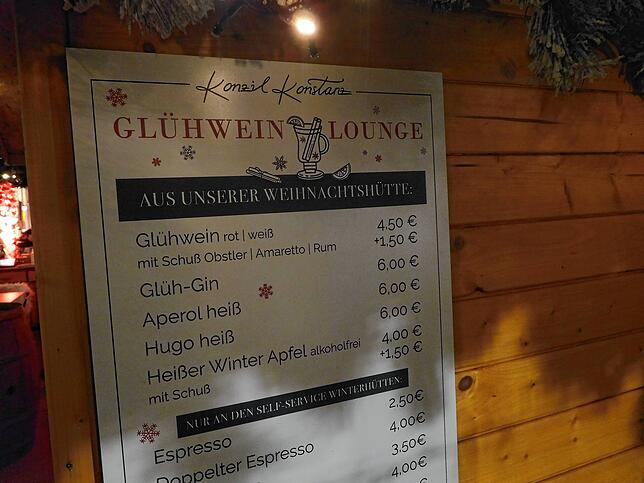 Konzil Konstanz
GLÜHWEIN LOUNGE
AUS UNSERER WEIHNACHTSHÜTTE:
Glühwein rot | weiß 4,50 €
mit Schuß Obstler | Amaretto | Rum +1,50 €
Glüh-Gin 6,00 €
Aperol heiß 6,00 €
Hugo heiß 6,00 €
Heißer Winter Apfel alkoholfrei 4,00 €
mit Schuß +1,50 €
NUR AN DEN SELF-SERVICE WINTERHÜTTEN:
Espresso 2,50€
Doppelter Espresso 4,00€
3,50€
4,00€